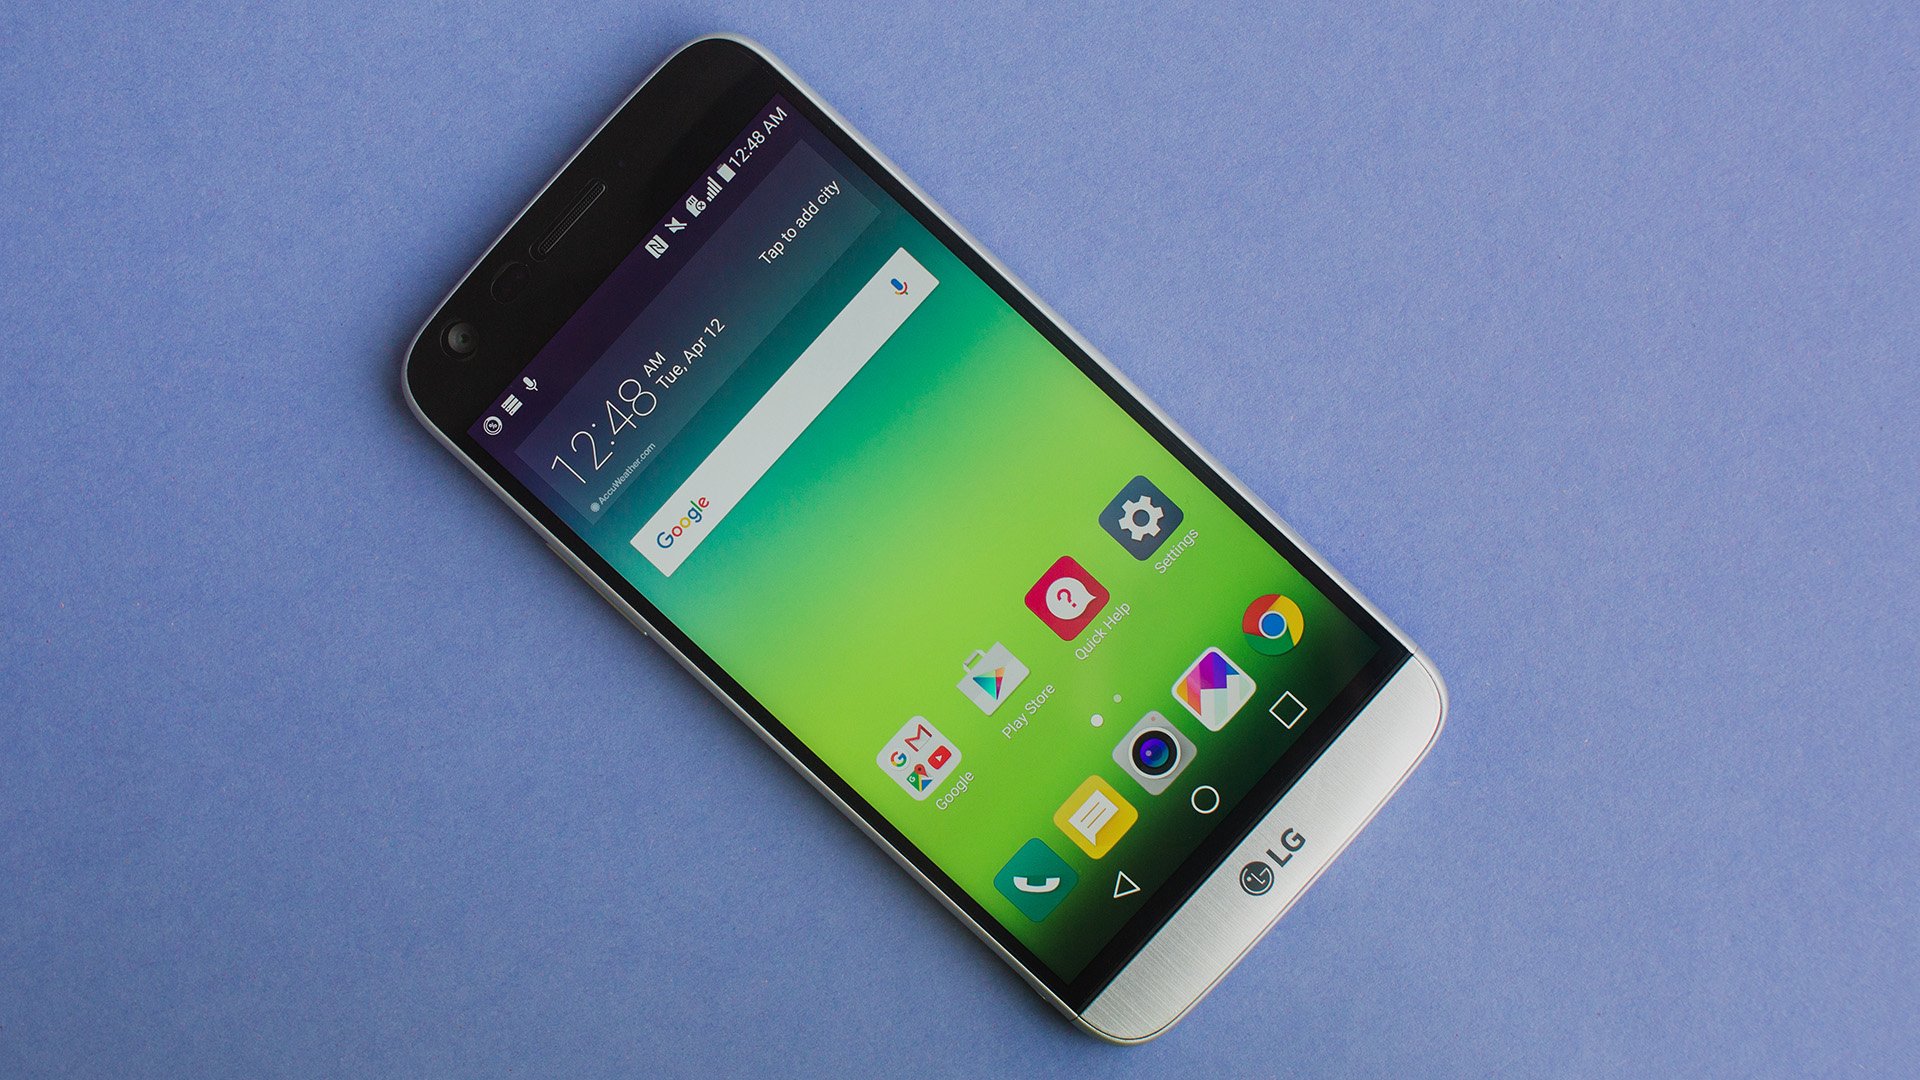 12:48 AM
Tap to add city
12:48 AM
Tue, Apr 12
AccuWeather.com
Google
Settings
Quick Help
Play Store
Google
LG